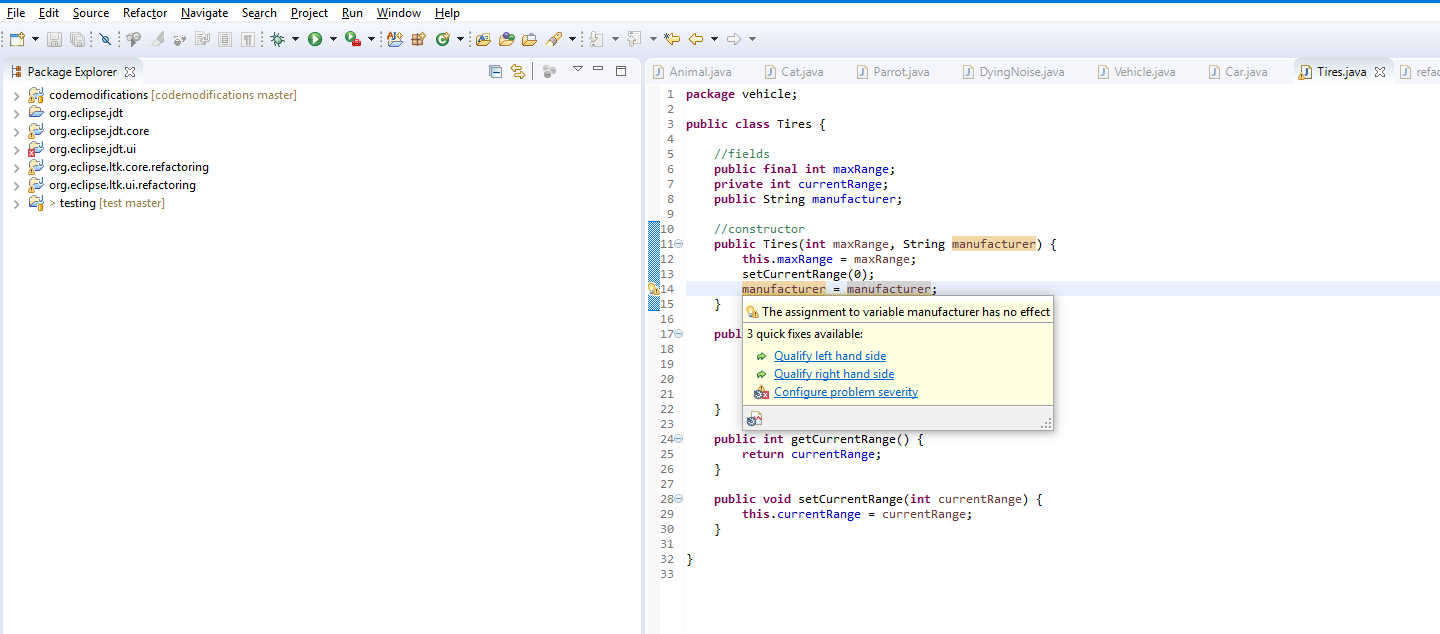 File Edit Source Refactor Navigate Search Project Run Window Help
Package Explorer
codemodifications [codemodifications master]
org.eclipse.jdt
org.eclipse.jdt.core
org.eclipse.jdt.ui
org.eclipse.ltk.core.refactoring
org.eclipse.ltk.ui.refactoring
> testing [test master]
Animal.java Cat.java Parrot.java DyingNoise.java Vehicle.java Car.java Tires.java refac
1 package vehicle;
2
3 public class Tires {
4
5 //fields
6 public final int maxRange;
7 private int currentRange;
8 public String manufacturer;
9
10 //constructor
11 public Tires(int maxRange, String manufacturer) {
12 this.maxRange = maxRange;
13 setCurrentRange(0);
14 manufacturer = manufacturer;
15 }
16
17 publ
18
19
20
21
22 }
23
24 public int getCurrentRange() {
25 return currentRange;
26 }
27
28 public void setCurrentRange(int currentRange) {
29 this.currentRange = currentRange;
30 }
31
32 }
33
The assignment to variable manufacturer has no effect
3 quick fixes available:
Qualify left hand side
Qualify right hand side
Configure problem severity